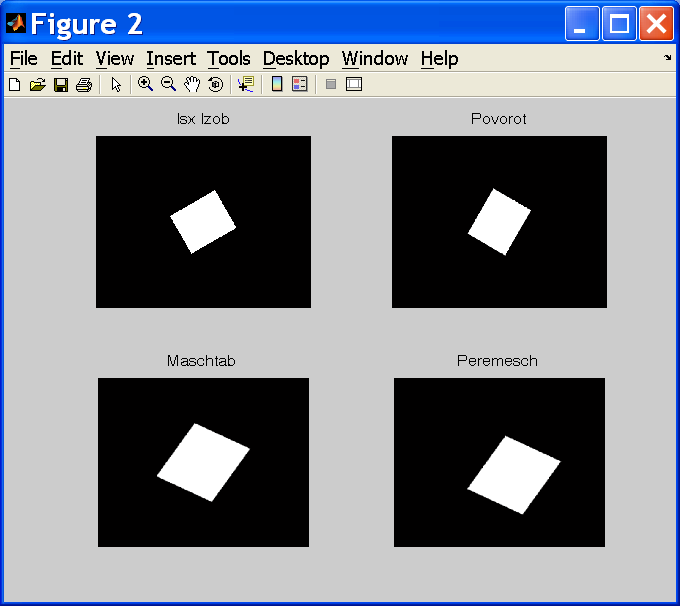 Figure 2
File Edit View Insert Tools Desktop Window Help
Isx Izob
Povorot
Maschtab
Peremesch